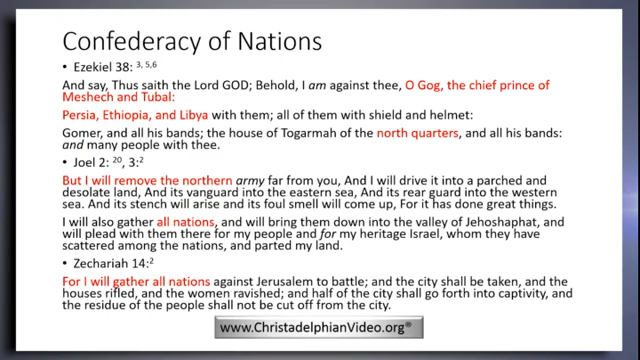 Confederacy of Nations
• Ezekiel 38: 3, 5,6
And say, Thus saith the Lord GOD; Behold, I am against thee, O Gog, the chief prince of
Meshech and Tubal:
Persia, Ethiopia, and Libya with them; all of them with shield and helmet:
Gomer, and all his bands; the house of Togarmah of the north quarters, and all his bands:
and many people with thee.
• Joel 2: 20, 3:2
But I will remove the northern army far from you, And I will drive it into a parched and
desolate land, And its vanguard into the eastern sea, And its rear guard into the western
sea. And its stench will arise and its foul smell will come up, For it has done great things.
I will also gather all nations, and will bring them down into the valley of Jehoshaphat, and
will plead with them there for my people and for my heritage Israel, whom they have
scattered among the nations, and parted my land.
• Zechariah 14:2
For I will gather all nations against Jerusalem to battle; and the city shall be taken, and the
houses rifled, and the women ravished; and half of the city shall go forth into captivity, and
the residue of the people shall not be cut off from the city.
www.ChristadelphianVideo.org®